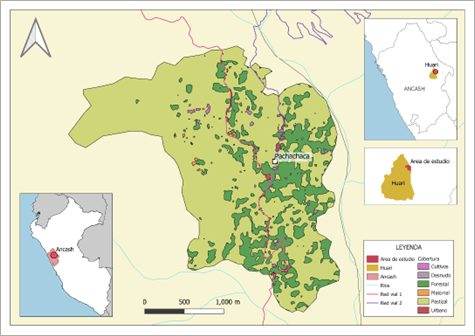 Huari
ANCASH
Pachachaca
Area de estudio
Huari
Ancash
LEYENDA
Area de estudio
Huari
Ancash
Rios
Red vial 1
Red vial 2
Cobertura
Cultivos
Desnudo
Forestal
Matorral
Pastizal
Urbano
0 500 1,000 m